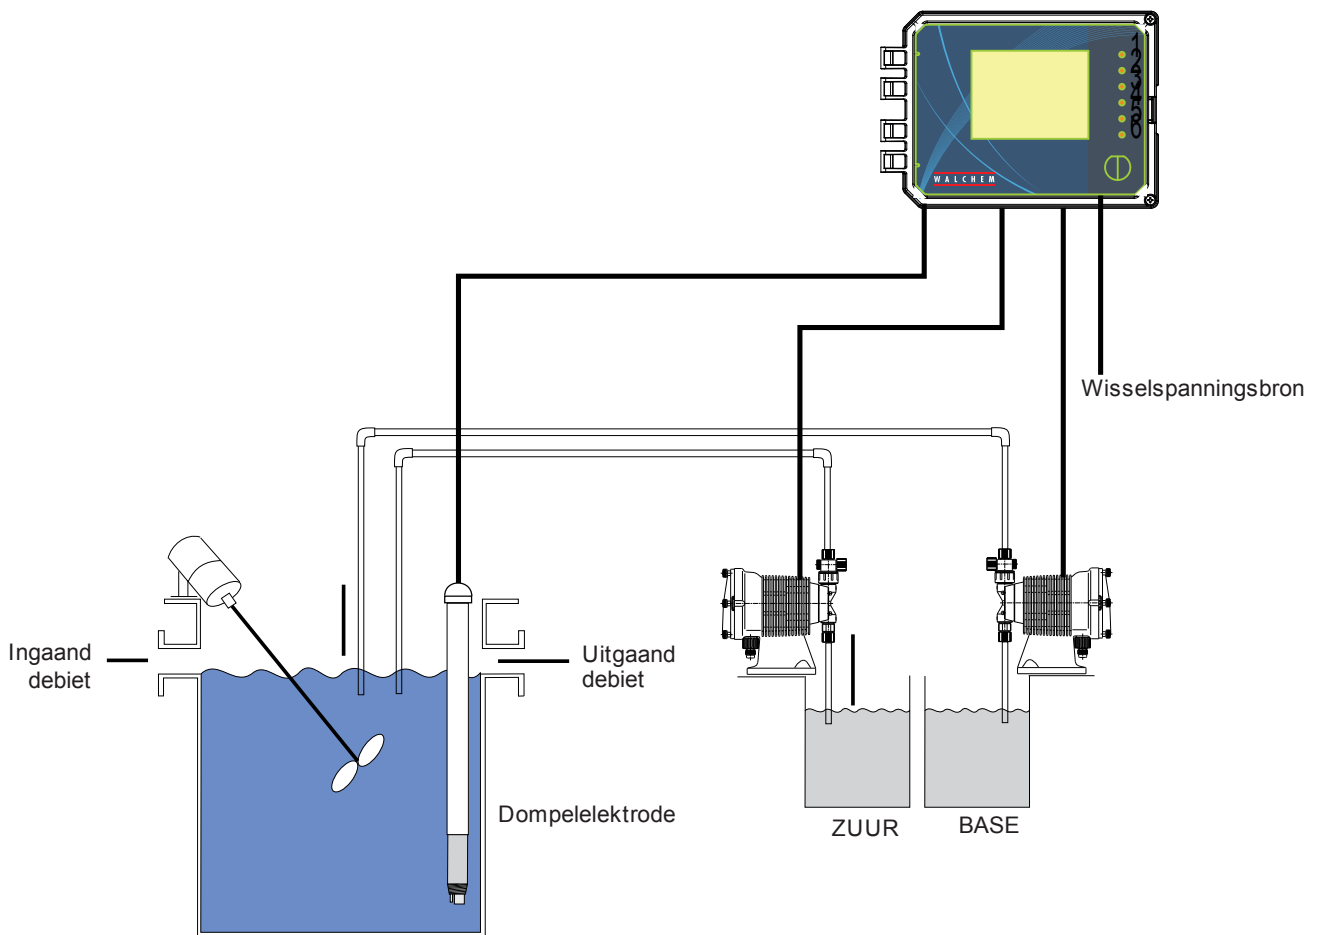 WALCHEM
Wisselspanningsbron
Ingaand
debiet
Uitgaand
debiet
Dompelelektrode
ZUUR
BASE